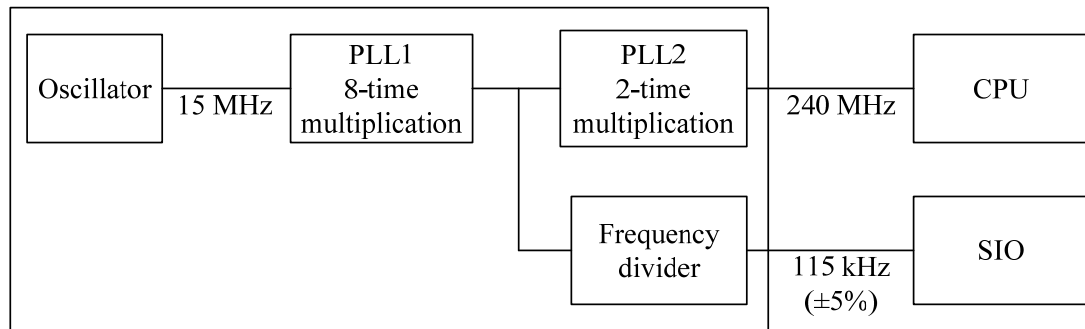 Oscillator
15 MHz
PLL1
8-time
multiplication
PLL2
2-time
multiplication
240 MHz
CPU
Frequency
divider
115 kHz
(±5%)
SIO